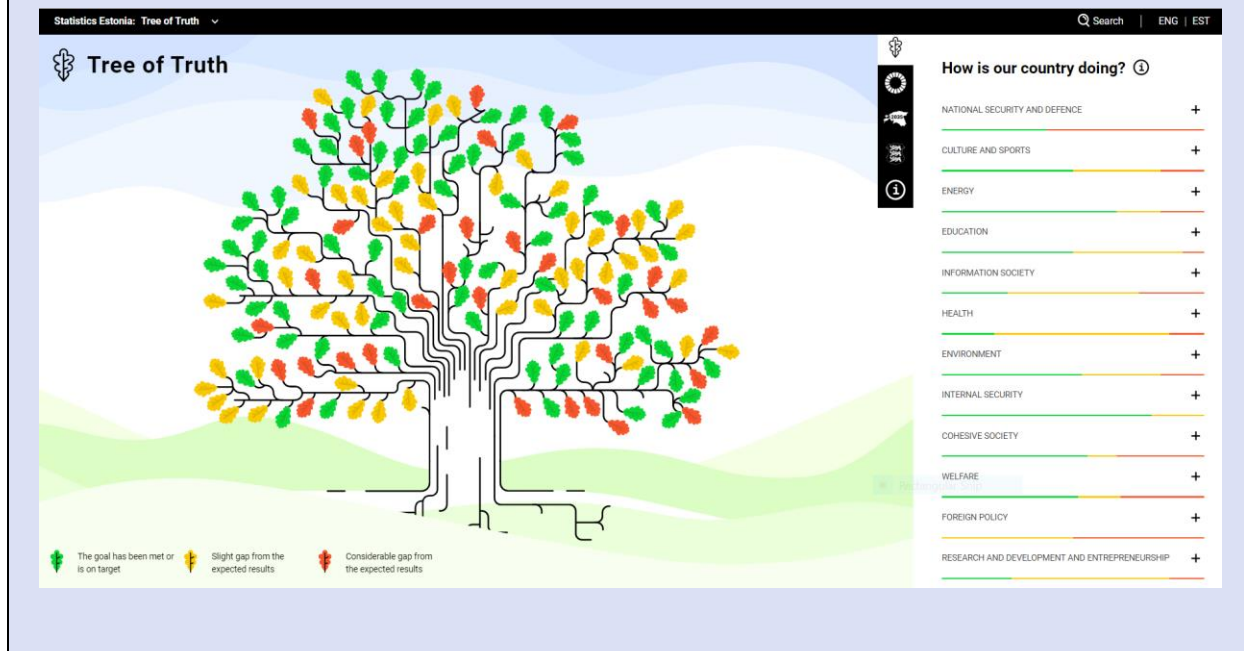 Statistics Estonia: Tree of Truth
Search | ENG | EST
Tree of Truth
How is our country doing?
NATIONAL SECURITY AND DEFENCE
CULTURE AND SPORTS
ENERGY
EDUCATION
INFORMATION SOCIETY
HEALTH
ENVIRONMENT
INTERNAL SECURITY
COHESIVE SOCIETY
WELFARE
Rectangular Snip
FOREIGN POLICY
RESEARCH AND DEVELOPMENT AND ENTREPRENEURSHIP
The goal has been met or
is on target
Slight gap from the
expected results
Considerable gap from
the expected results